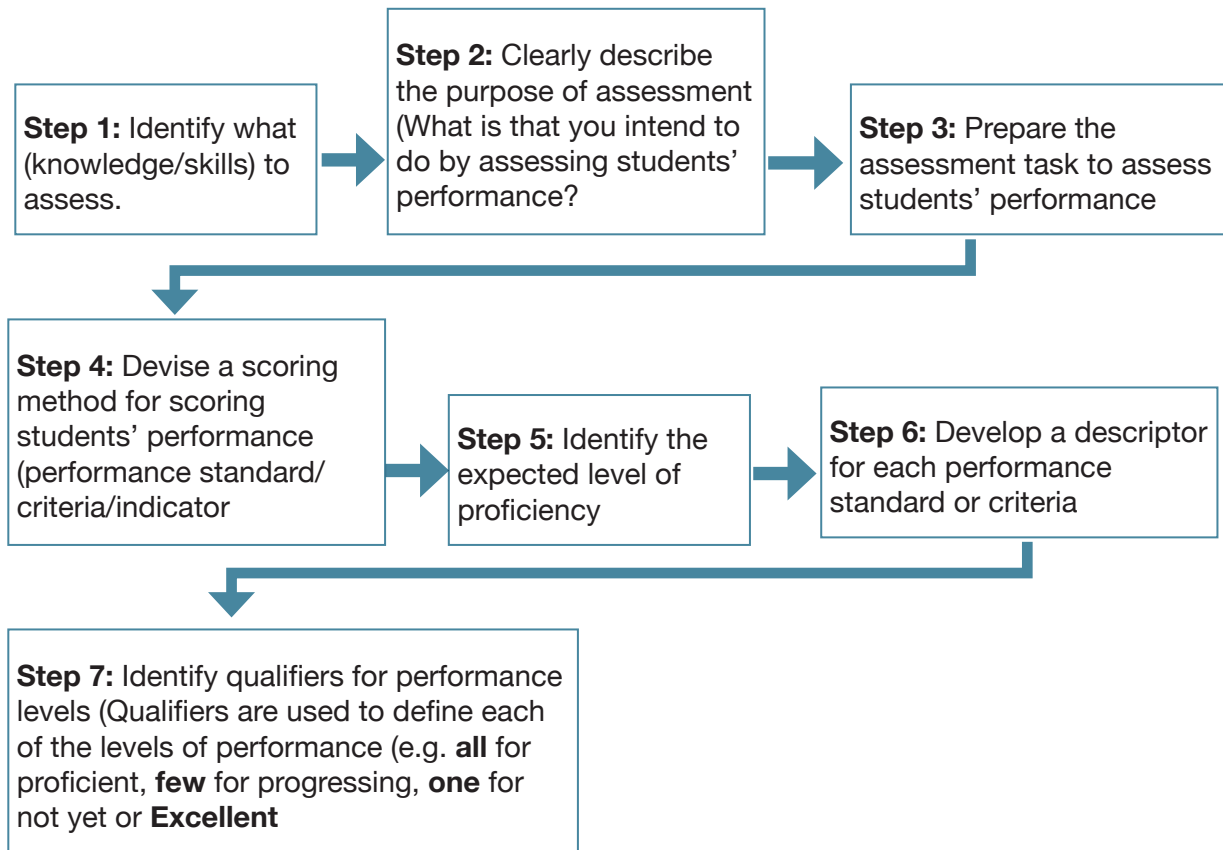 Step 1: Identify what
(knowledge/skills) to
assess.
Step 2: Clearly describe
the purpose of assessment
(What is that you intend to
do by assessing students’
performance?
Step 3: Prepare the
assessment task to assess
students’ performance
Step 4: Devise a scoring
method for scoring
students’ performance
(performance standard/
criteria/indicator
Step 5: Identify the
expected level of
proficiency
Step 6: Develop a descriptor
for each performance
standard or criteria
Step 7: Identify qualifiers for performance
levels (Qualifiers are used to define each
of the levels of performance (e.g. all for
proficient, few for progressing, one for
not yet or Excellent